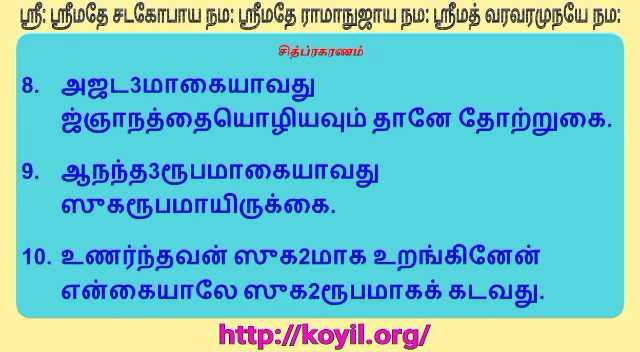 ஸ்ரீ: ஸ்ரீமதே சடகோபாய நம: ஸ்ரீமதே ராமாநுஜாய நம: ஸ்ரீமத் வரவரமுநயே நம:
சித்ப்ரகரணம்
8. அஜட3மாகையாவது
ஜ்ஞாநத்தையொழியவும் தானே தோற்றுகை.
9. ஆநந்த3ரூபமாகையாவது
ஸுகரூபமாயிருக்கை.
10. உணர்ந்தவன் ஸுக2மாக உறங்கினேன்
என்கையாலே ஸுக2ரூபமாகக் கடவது.
http://koyil.org/